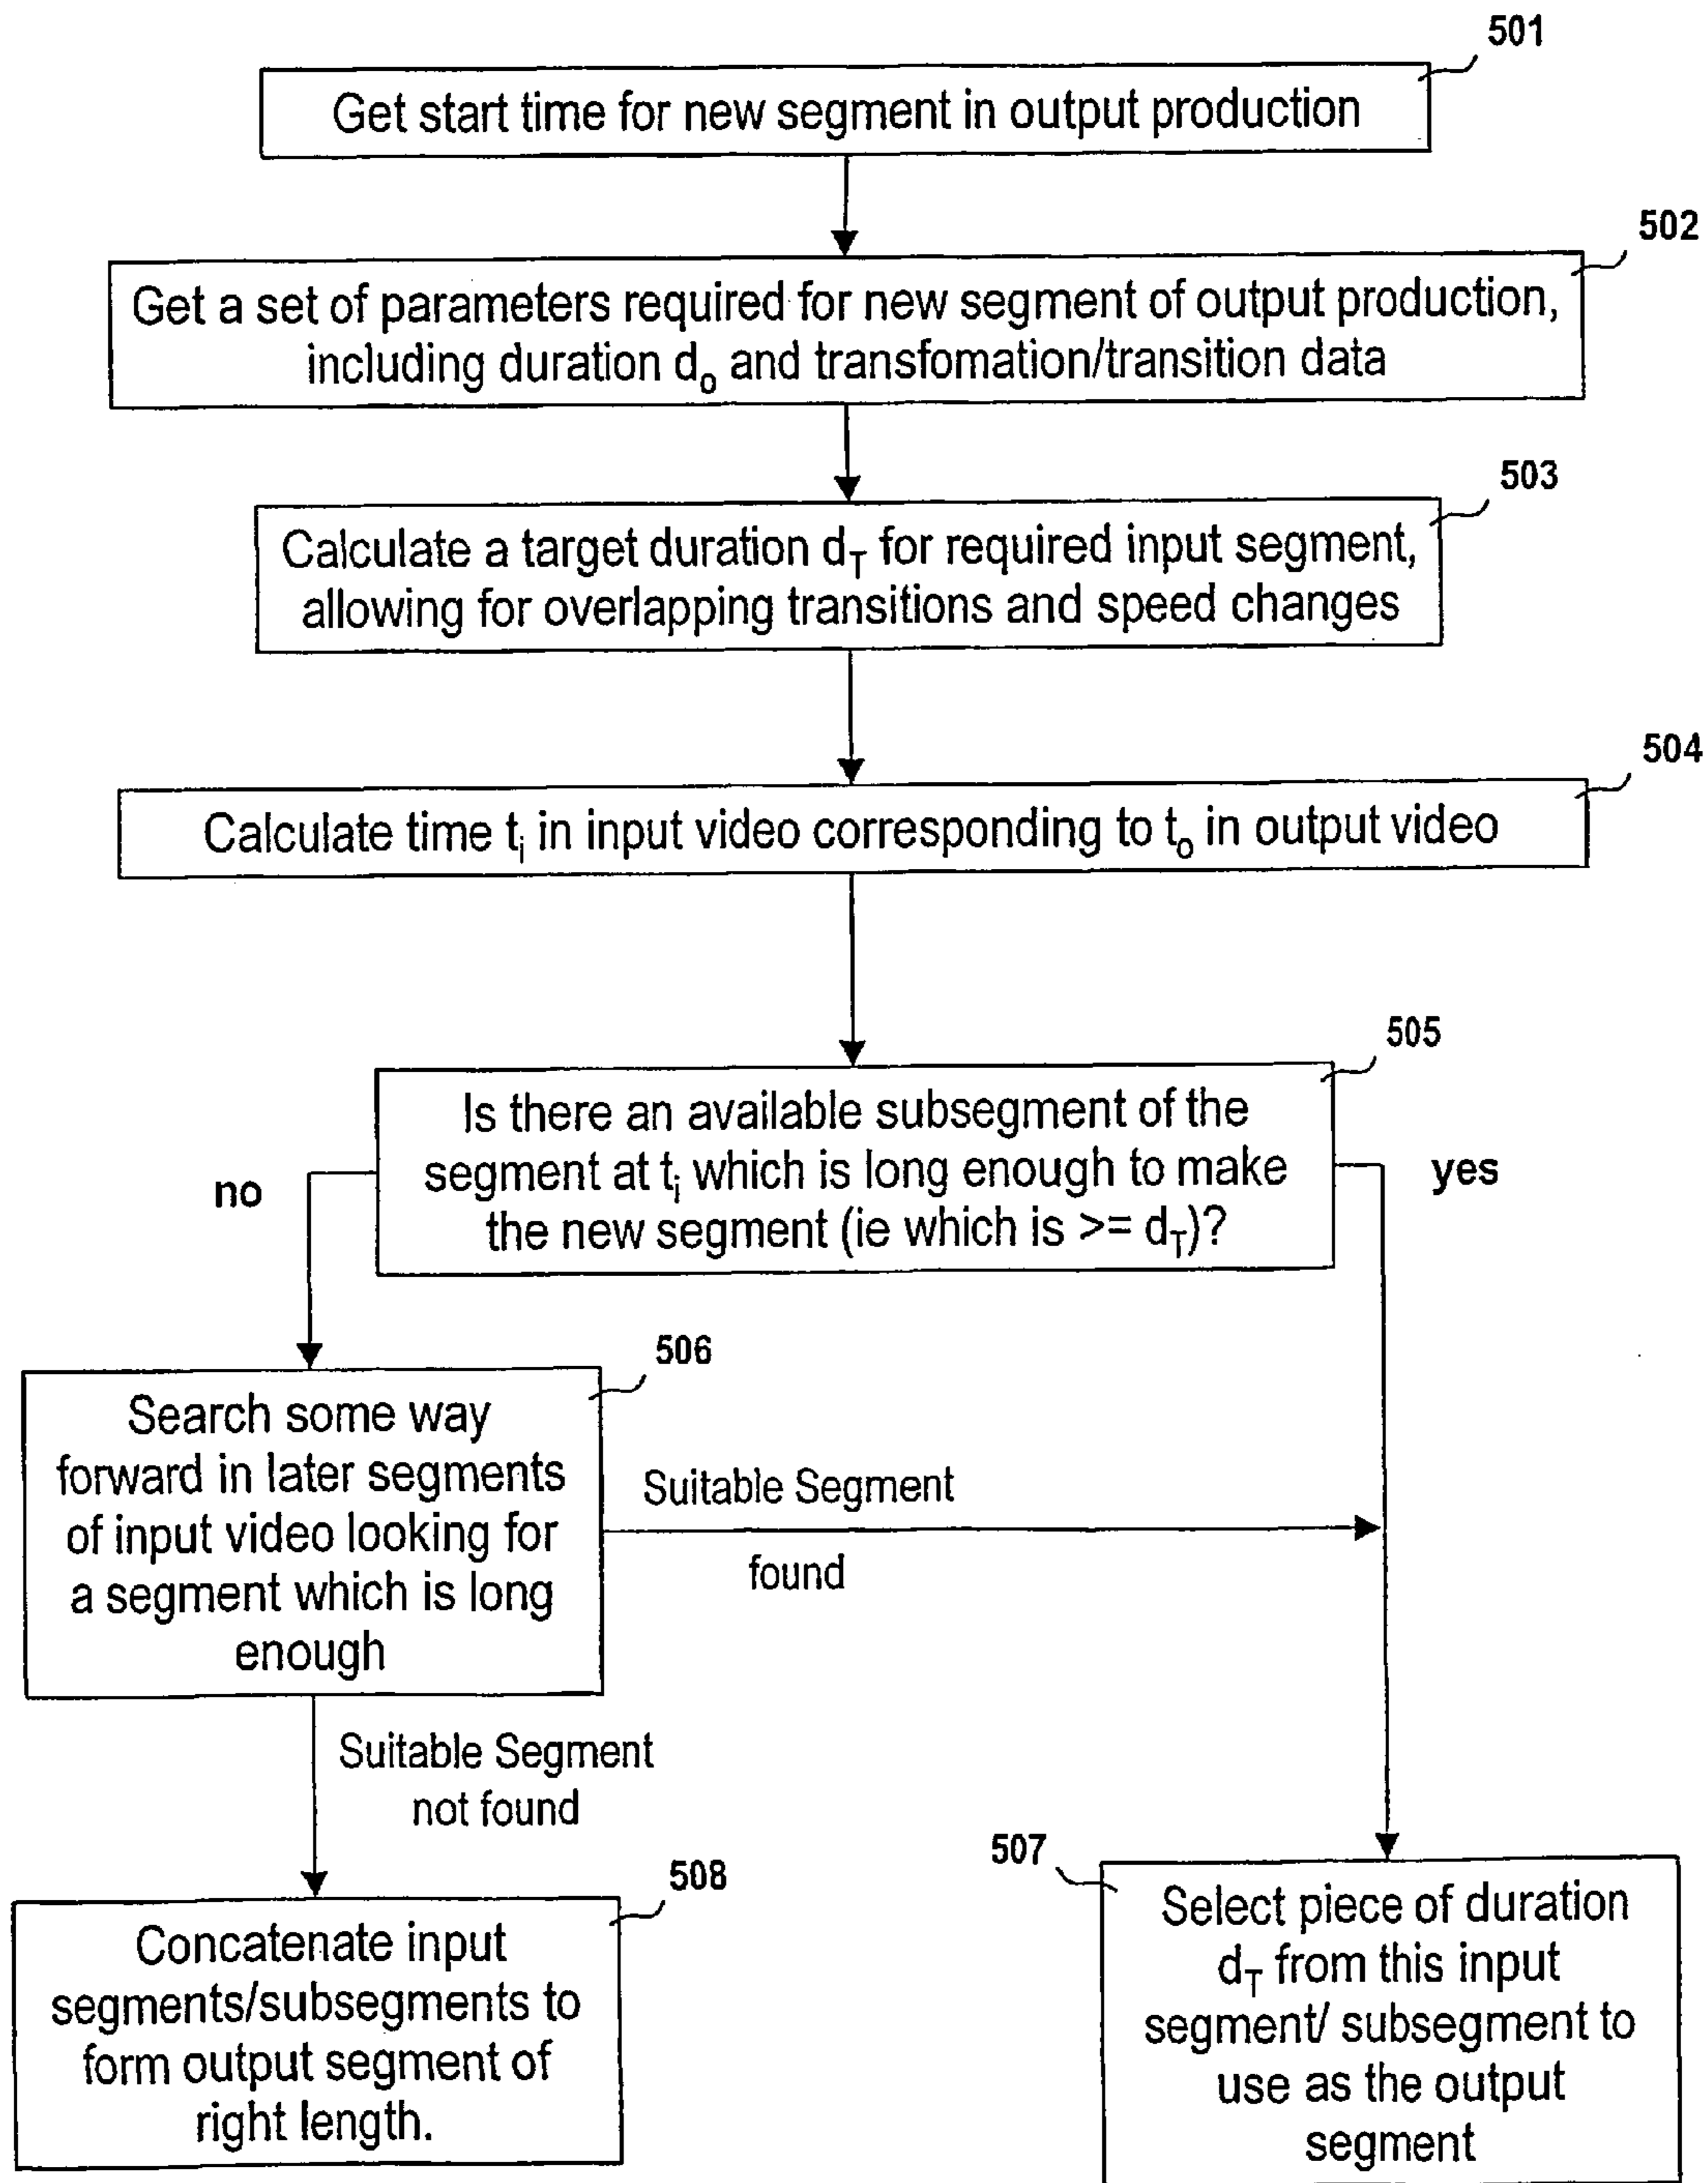 501
Get start time for new segment in output production
502
Get a set of parameters required for new segment of output production,
including duration dₒ and transfomation/transition data
503
Calculate a target duration d_T for required input segment,
allowing for overlapping transitions and speed changes
504
Calculate time tᵢ in input video corresponding to tₒ in output video
505
Is there an available subsegment of the
segment at tᵢ which is long enough to make
the new segment (ie which is >= d_T)?
no
yes
506
Search some way
forward in later segments
of input video looking for
a segment which is long
enough
Suitable Segment
found
Suitable Segment
not found
507
Select piece of duration
d_T from this input
segment/ subsegment to
use as the output
segment
508
Concatenate input
segments/subsegments to
form output segment of
right length.